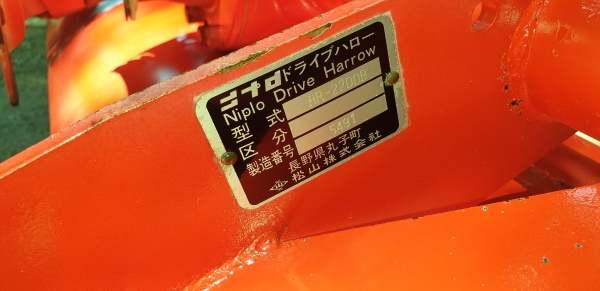 ニプロドライブハロー
Niplo Drive Harrow
型式 HR-2200B
区分
製造番号 5491
長野県丸子町
松山株式会社